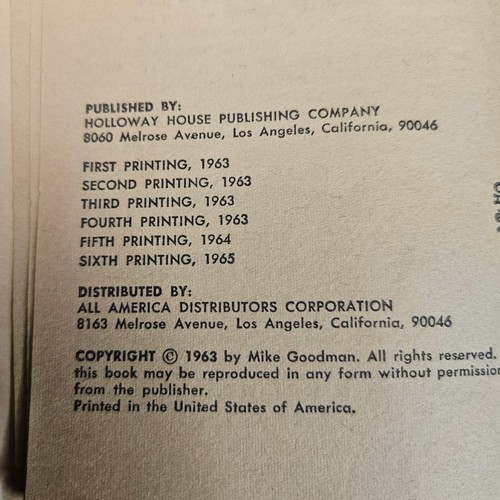 PUBLISHED BY:
HOLLOWAY HOUSE PUBLISHING COMPANY
8060 Melrose Avenue, Los Angeles, California, 90046
FIRST PRINTING, 1963
SECOND PRINTING, 1963
THIRD PRINTING, 1963
FOURTH PRINTING, 1963
FIFTH PRINTING, 1964
SIXTH PRINTING, 1965
DISTRIBUTED BY:
ALL AMERICA DISTRIBUTORS CORPORATION
8163 Melrose Avenue, Los Angeles, California, 90046
COPYRIGHT © 1963 by Mike Goodman. All rights reserved.
this book may be reproduced in any form without permission
from the publisher.
Printed in the United States of America.